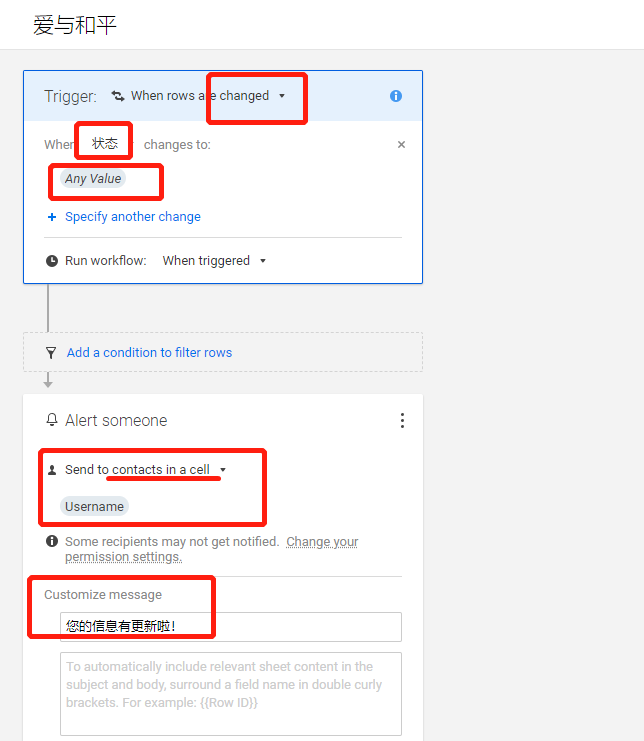 爱与和平
Trigger: When rows are changed
When 状态 changes to:
Any Value
+ Specify another change
Run workflow: When triggered
Add a condition to filter rows
Alert someone
Send to contacts in a cell
Username
Some recipients may not get notified. Change your
permission settings.
Customize message
您的信息有更新啦!
To automatically include relevant sheet content in the
subject and body, surround a field name in double curly
brackets. For example: {{Row ID}}